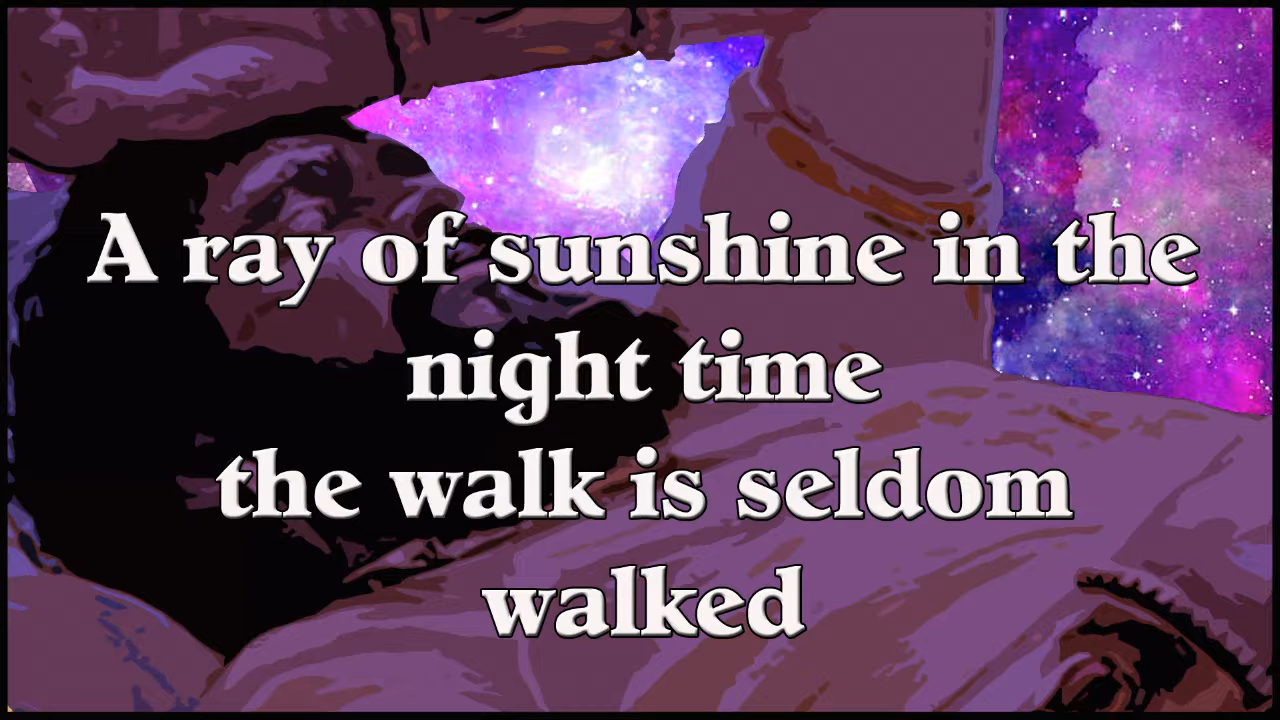 A ray of sunshine in the
night time
the walk is seldom
walked